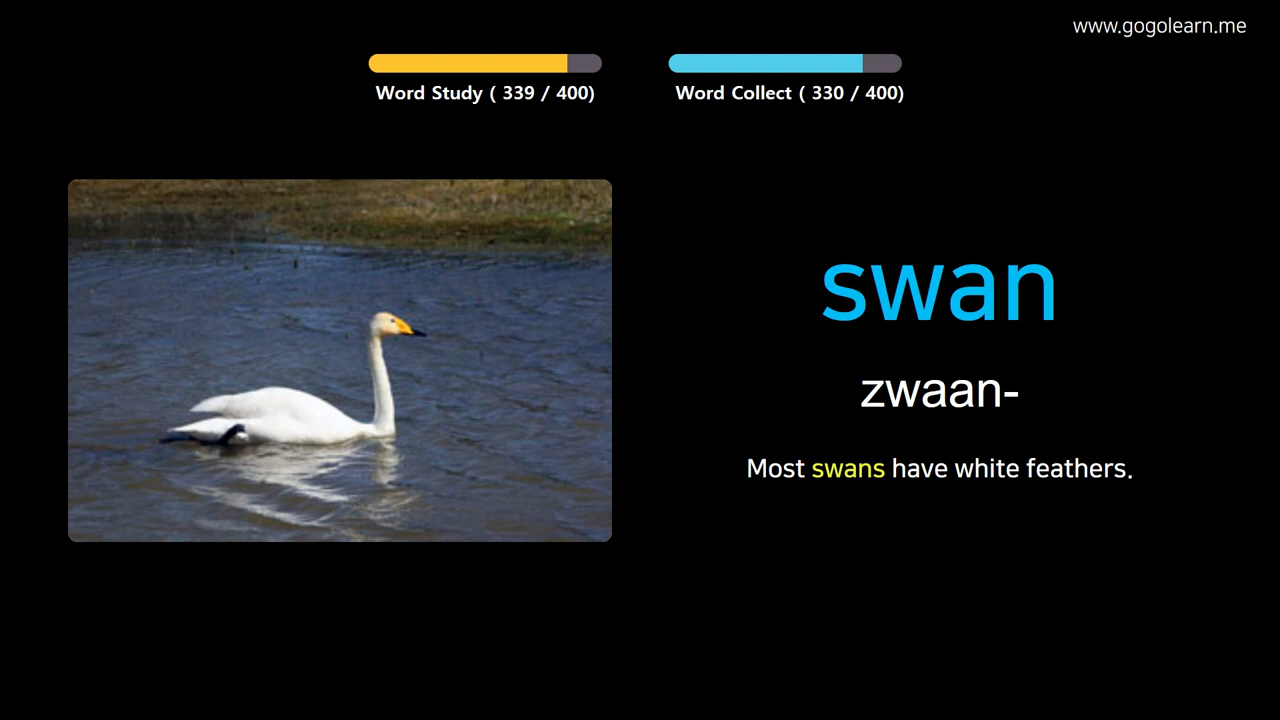 www.gogolearn.me
Word Study ( 339 / 400)
Word Collect ( 330 / 400)
swan
zwaan-
Most swans have white feathers.